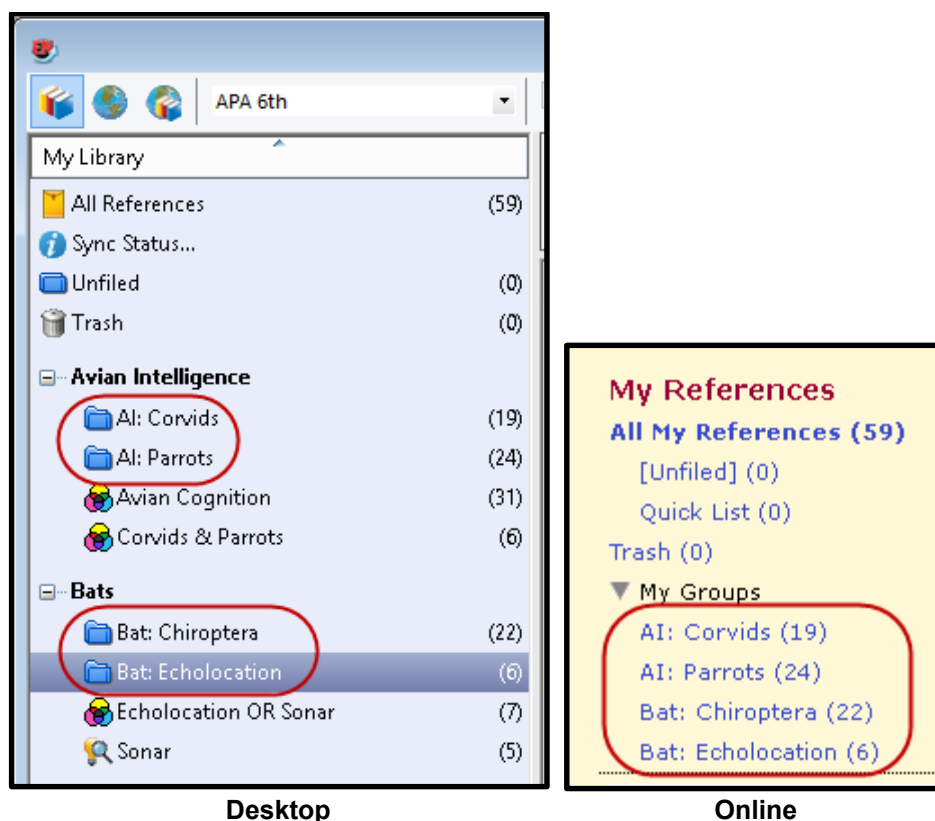 APA 6th
My Library
All References (59)
Sync Status...
Unfiled (0)
Trash (0)
Avian Intelligence
AI: Corvids (19)
AI: Parrots (24)
Avian Cognition (31)
Corvids & Parrots (6)
Bats
Bat: Chiroptera (22)
Bat: Echolocation (6)
Echolocation OR Sonar (7)
Sonar (5)
Desktop
My References
All My References (59)
[Unfiled] (0)
Quick List (0)
Trash (0)
My Groups
AI: Corvids (19)
AI: Parrots (24)
Bat: Chiroptera (22)
Bat: Echolocation (6)
Online